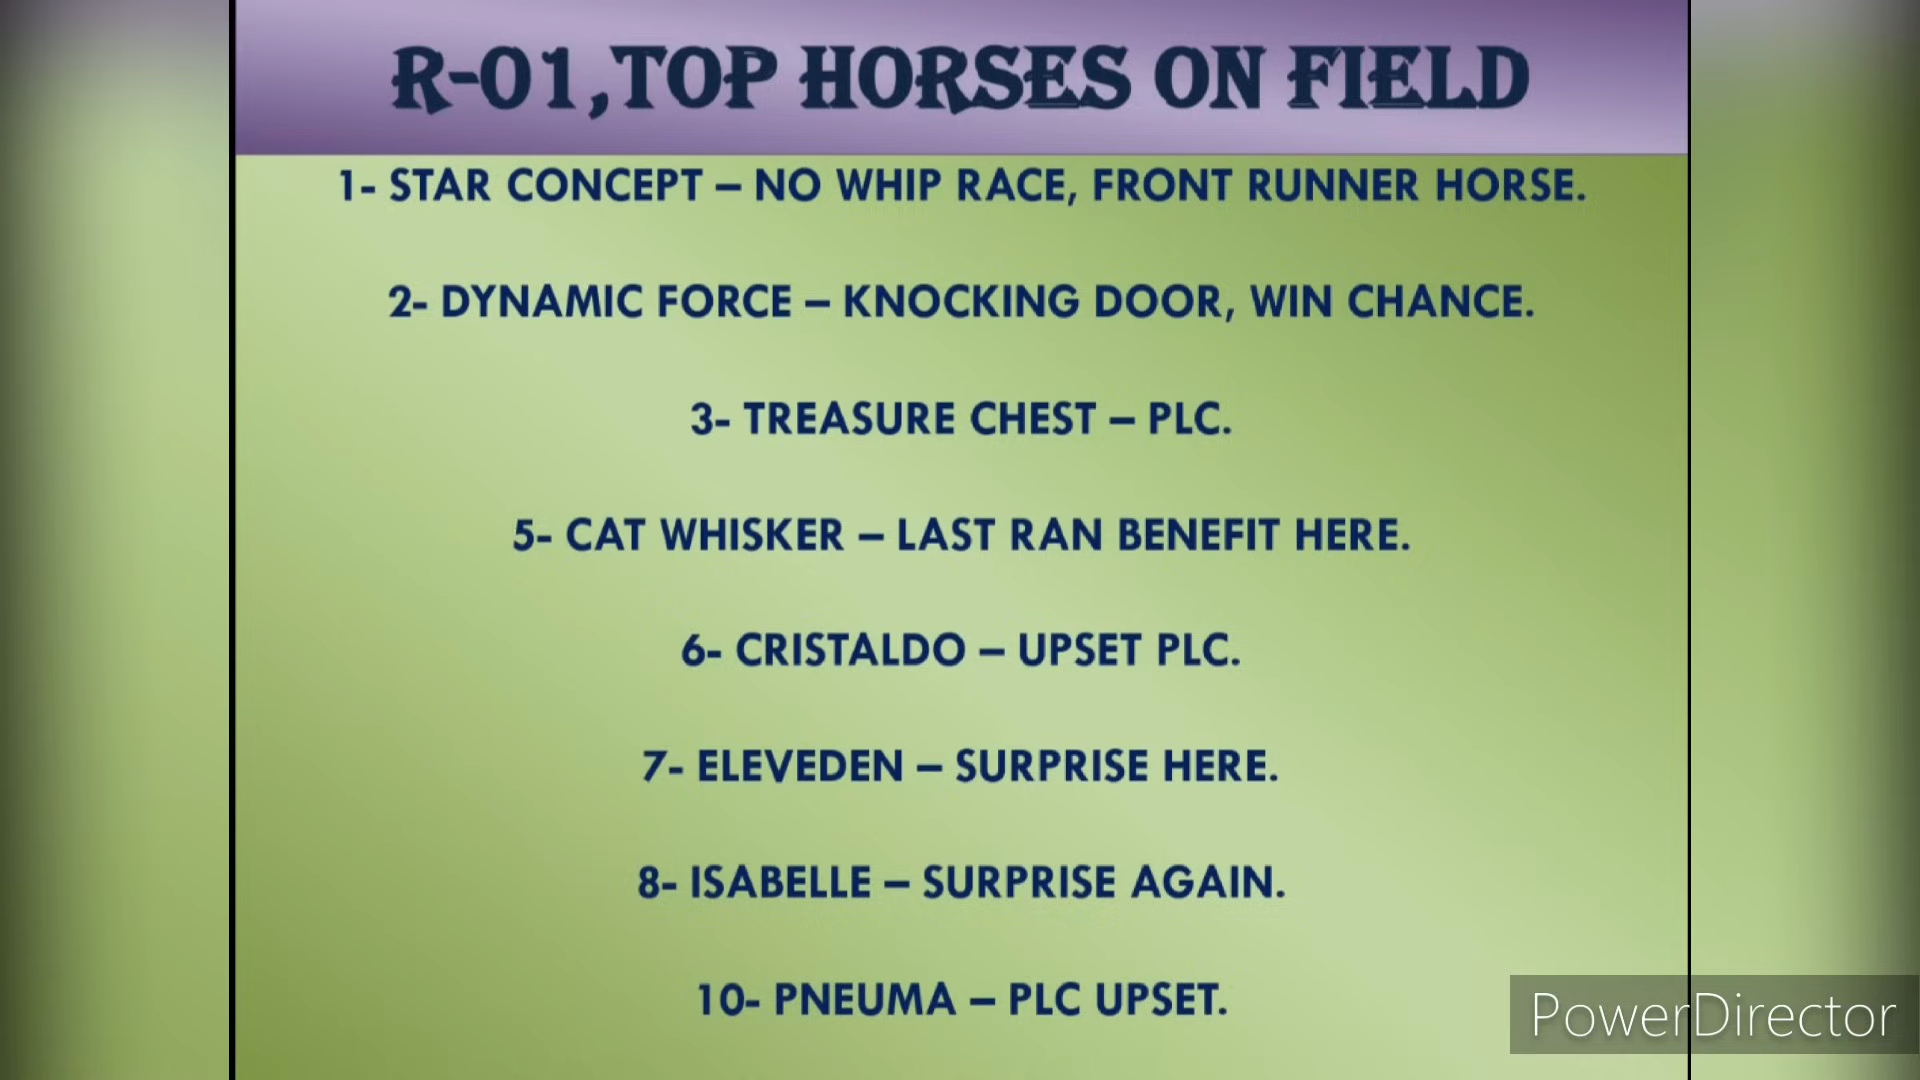 R-01,TOP HORSES ON FIELD
1- STAR CONCEPT – NO WHIP RACE, FRONT RUNNER HORSE.
2- DYNAMIC FORCE – KNOCKING DOOR, WIN CHANCE.
3- TREASURE CHEST – PLC.
5- CAT WHISKER – LAST RAN BENEFIT HERE.
6- CRISTALDO – UPSET PLC.
7- ELEVEDEN – SURPRISE HERE.
8- ISABELLE – SURPRISE AGAIN.
10- PNEUMA – PLC UPSET.
PowerDirector